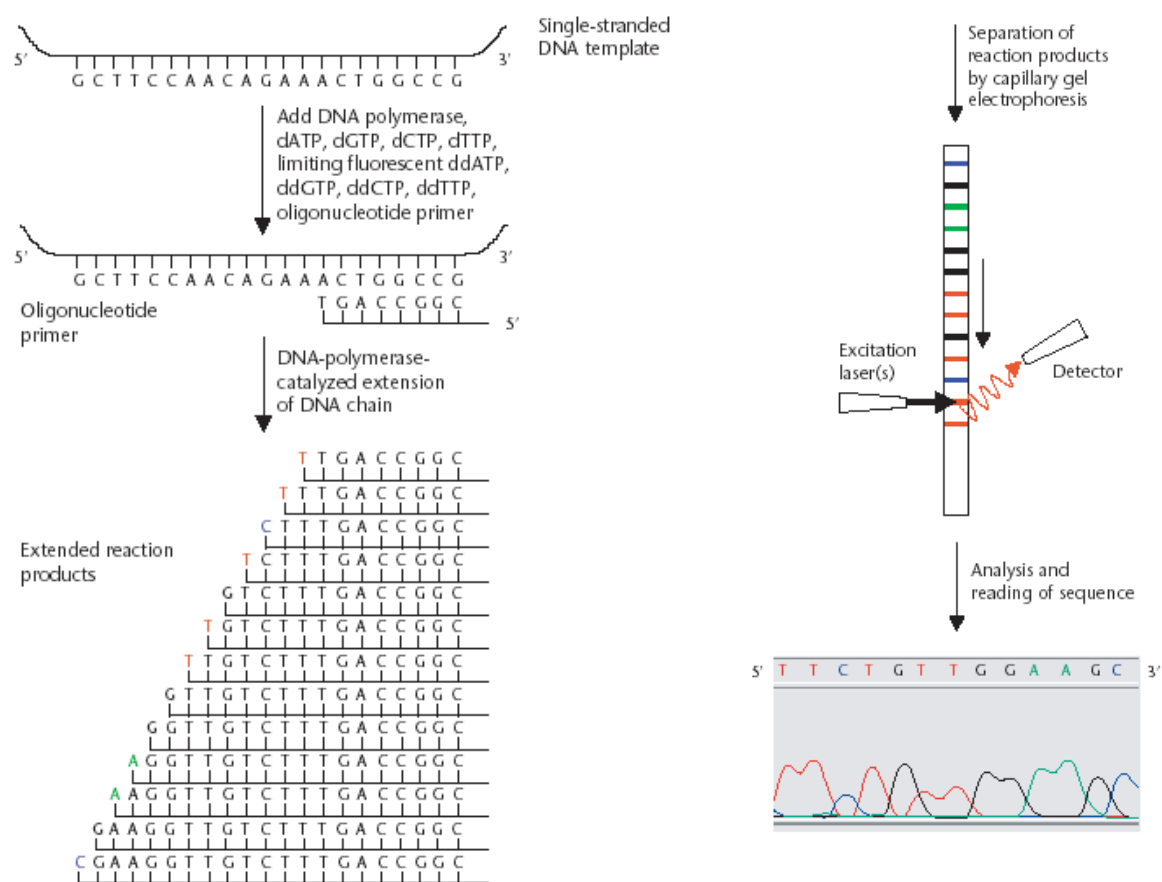 Single-stranded
DNA template
5′ 3′
G C T T C C A A C A G A A A C T G G C C G
Add DNA polymerase,
dATP, dGTP, dCTP, dTTP,
limiting fluorescent ddATP,
ddGTP, ddCTP, ddTTP,
oligonucleotide primer
5′ 3′
G C T T C C A A C A G A A A C T G G C C G
T G A C C G G C
5′
Oligonucleotide
primer
DNA-polymerase-
catalyzed extension
of DNA chain
T T G A C C G G C
T T T G A C C G G C
C T T T G A C C G G C
T C T T T G A C C G G C
G T C T T T G A C C G G C
T G T C T T T G A C C G G C
T T G T C T T T G A C C G G C
G T T G T C T T T G A C C G G C
G G T T G T C T T T G A C C G G C
A G G T T G T C T T T G A C C G G C
A A G G T T G T C T T T G A C C G G C
G A A G G T T G T C T T T G A C C G G C
C G A A G G T T G T C T T T G A C C G G C
Extended reaction
products
Separation of
reaction products
by capillary gel
electrophoresis
Excitation
laser(s)
Detector
Analysis and
reading of sequence
5′ T T C T G T T G G A A G C 3′